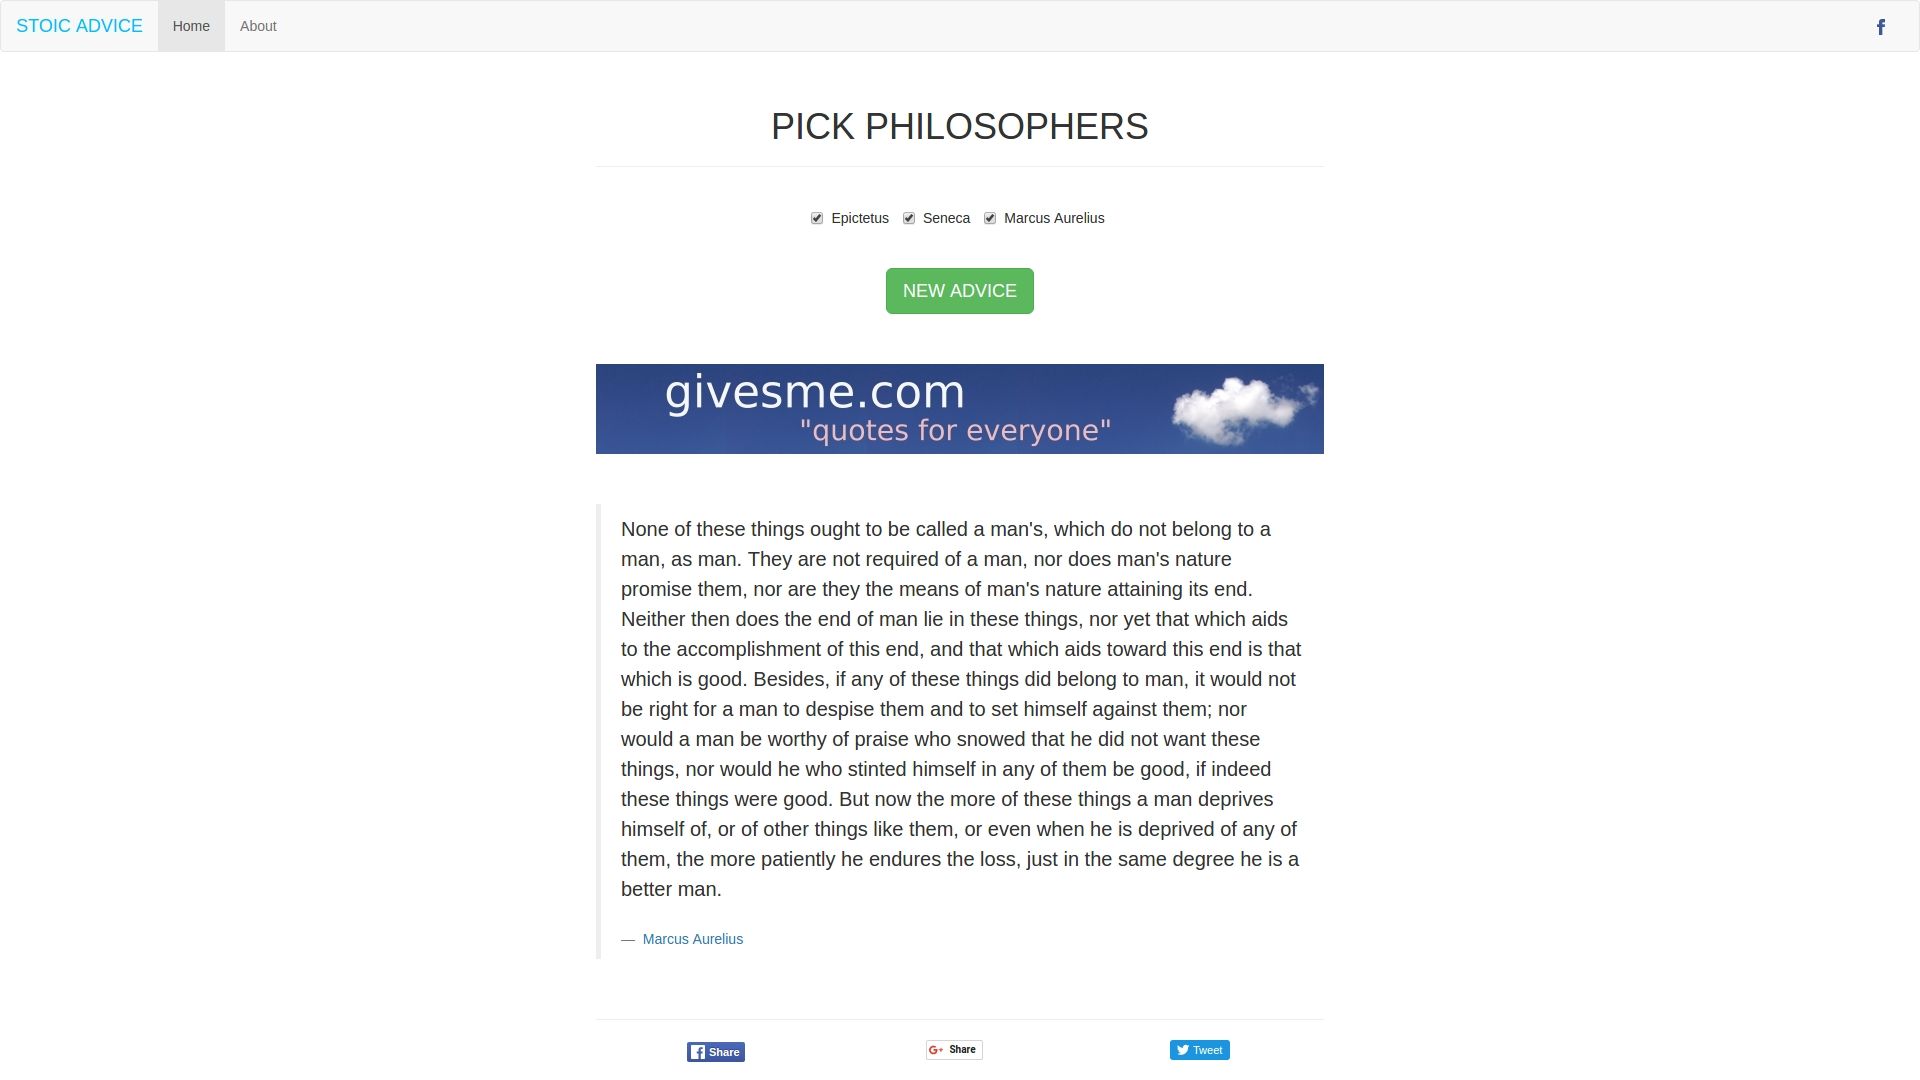 STOIC ADVICE Home About
PICK PHILOSOPHERS
Epictetus Seneca Marcus Aurelius
NEW ADVICE
givesme.com
"quotes for everyone"
None of these things ought to be called a man's, which do not belong to a
man, as man. They are not required of a man, nor does man's nature
promise them, nor are they the means of man's nature attaining its end.
Neither then does the end of man lie in these things, nor yet that which aids
to the accomplishment of this end, and that which aids toward this end is that
which is good. Besides, if any of these things did belong to man, it would not
be right for a man to despise them and to set himself against them; nor
would a man be worthy of praise who snowed that he did not want these
things, nor would he who stinted himself in any of them be good, if indeed
these things were good. But now the more of these things a man deprives
himself of, or of other things like them, or even when he is deprived of any of
them, the more patiently he endures the loss, just in the same degree he is a
better man.
— Marcus Aurelius
Share Share Tweet